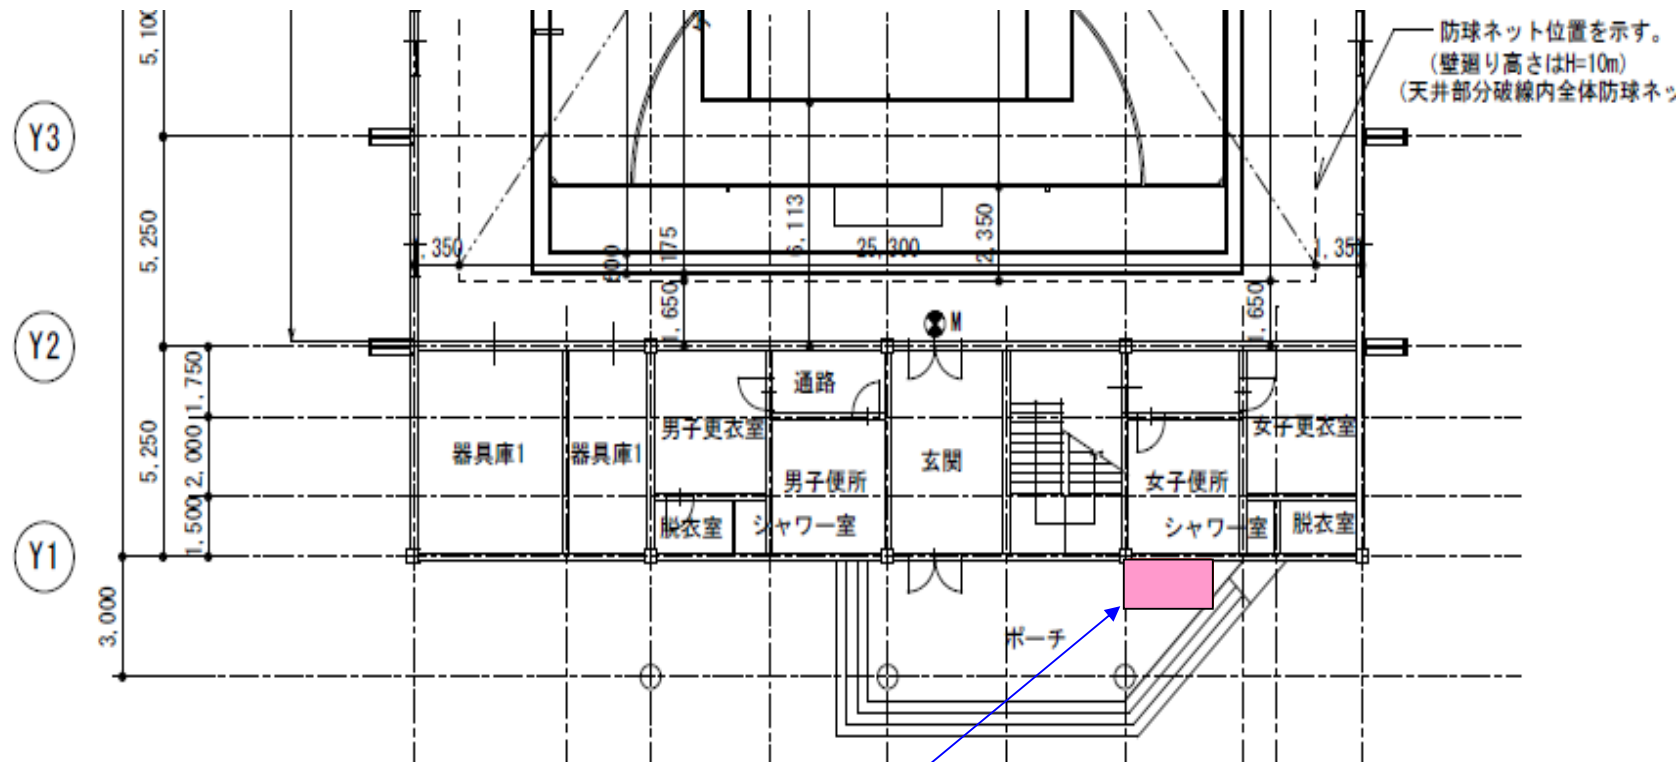 防球ネット位置を示す。
(壁廻り高さはH=10m)
(天井部分破線内全体防球ネッ
5,100
Y3
5,250
6,113
2,350
175
600
,350
25,300
1,35
1,650
1,650
M
Y2
1,750
通路
男子更衣室
女子更衣室
5,250
2,000
器具庫1
器具庫1
玄関
男子便所
女子便所
1,500
脱衣室
シャワー室
シャワー室
脱衣室
Y1
3,000
ポーチ